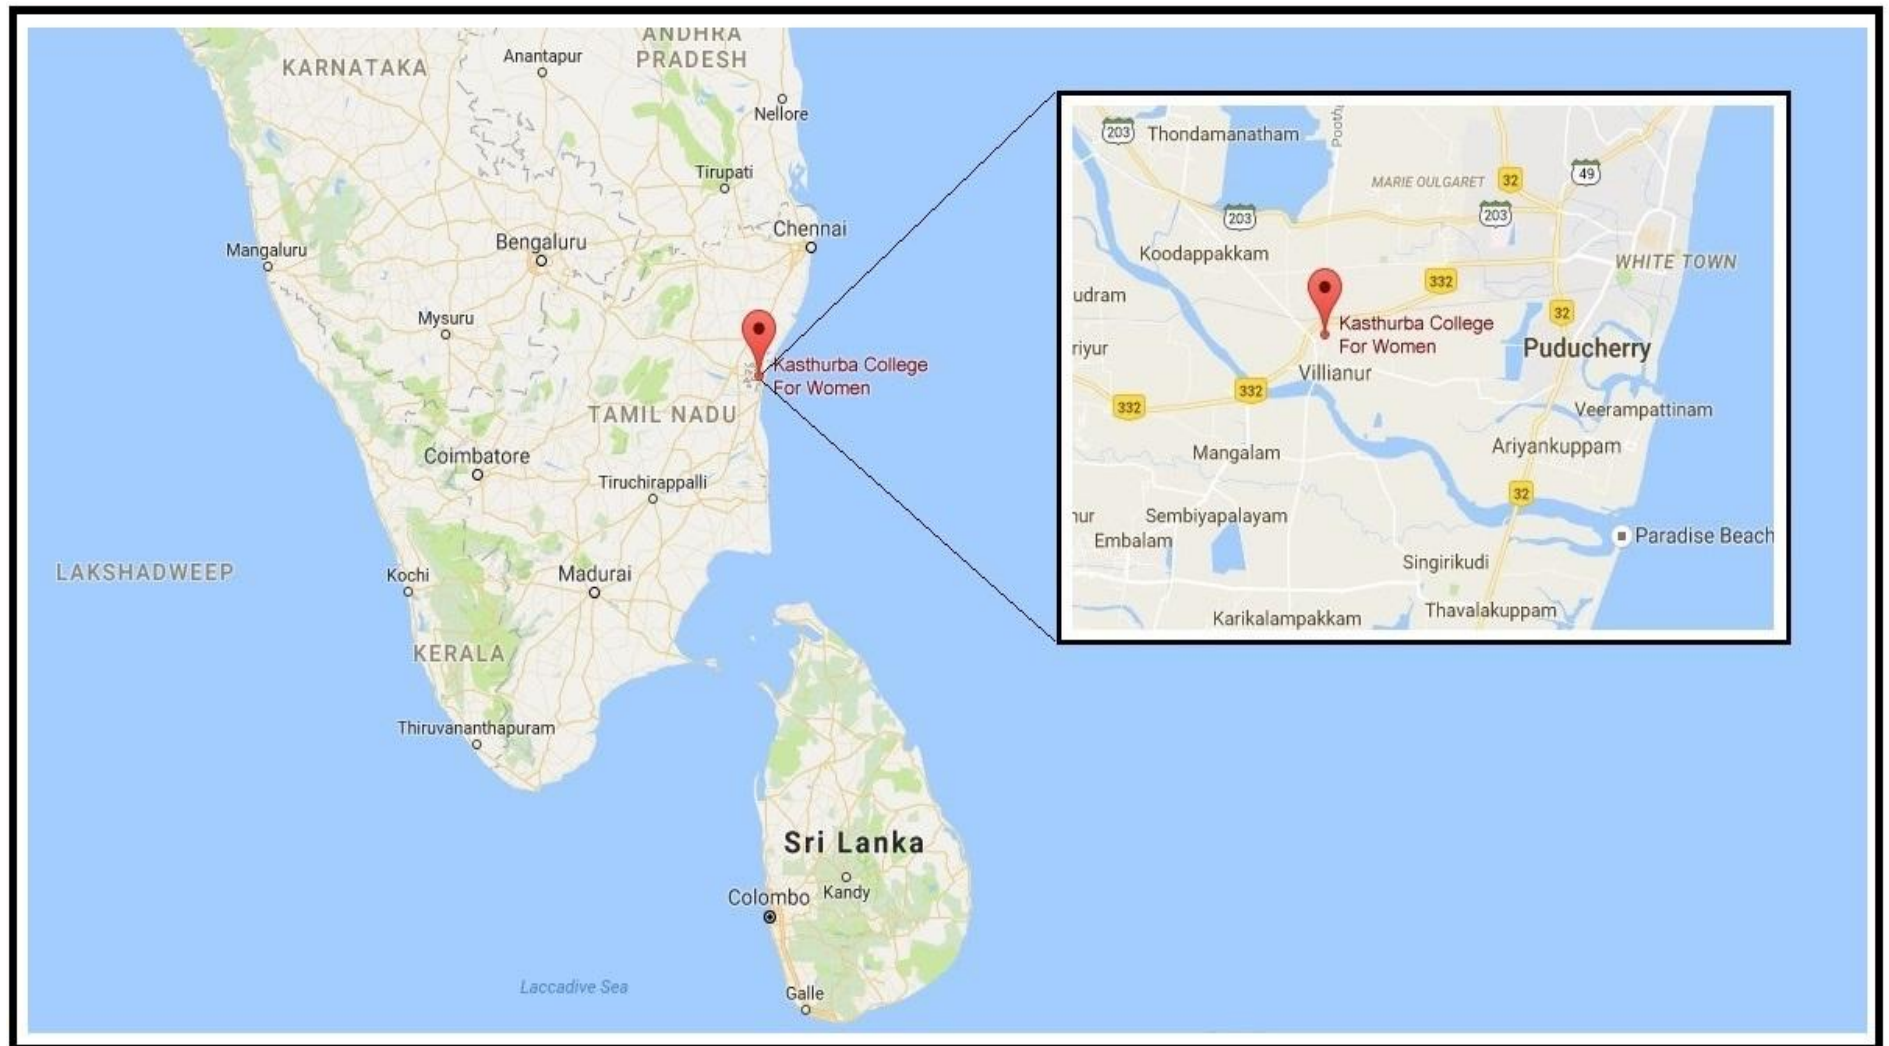 ANDHRA
PRADESH
KARNATAKA
Anantapur
Nellore
Tirupati
Chennai
Bengaluru
Mangaluru
Mysuru
Kasthurba College
For Women
TAMIL NADU
Coimbatore
Tiruchirappalli
LAKSHADWEEP
Kochi
Madurai
KERALA
Thiruvananthapuram
Sri Lanka
Kandy
Colombo
Laccadive Sea
Galle
203
Thondamanatham
Pooth
MARIE OULGARET
32
49
203
203
Koodappakkam
WHITE TOWN
332
udram
32
Kasthurba College
For Women
riyur
Puducherry
Villianur
332
332
Veerampattinam
Mangalam
Ariyankuppam
32
Sembiyapalayam
Embalam
Paradise Beach
Singirikudi
Karikalampakkam
Thavalakuppam